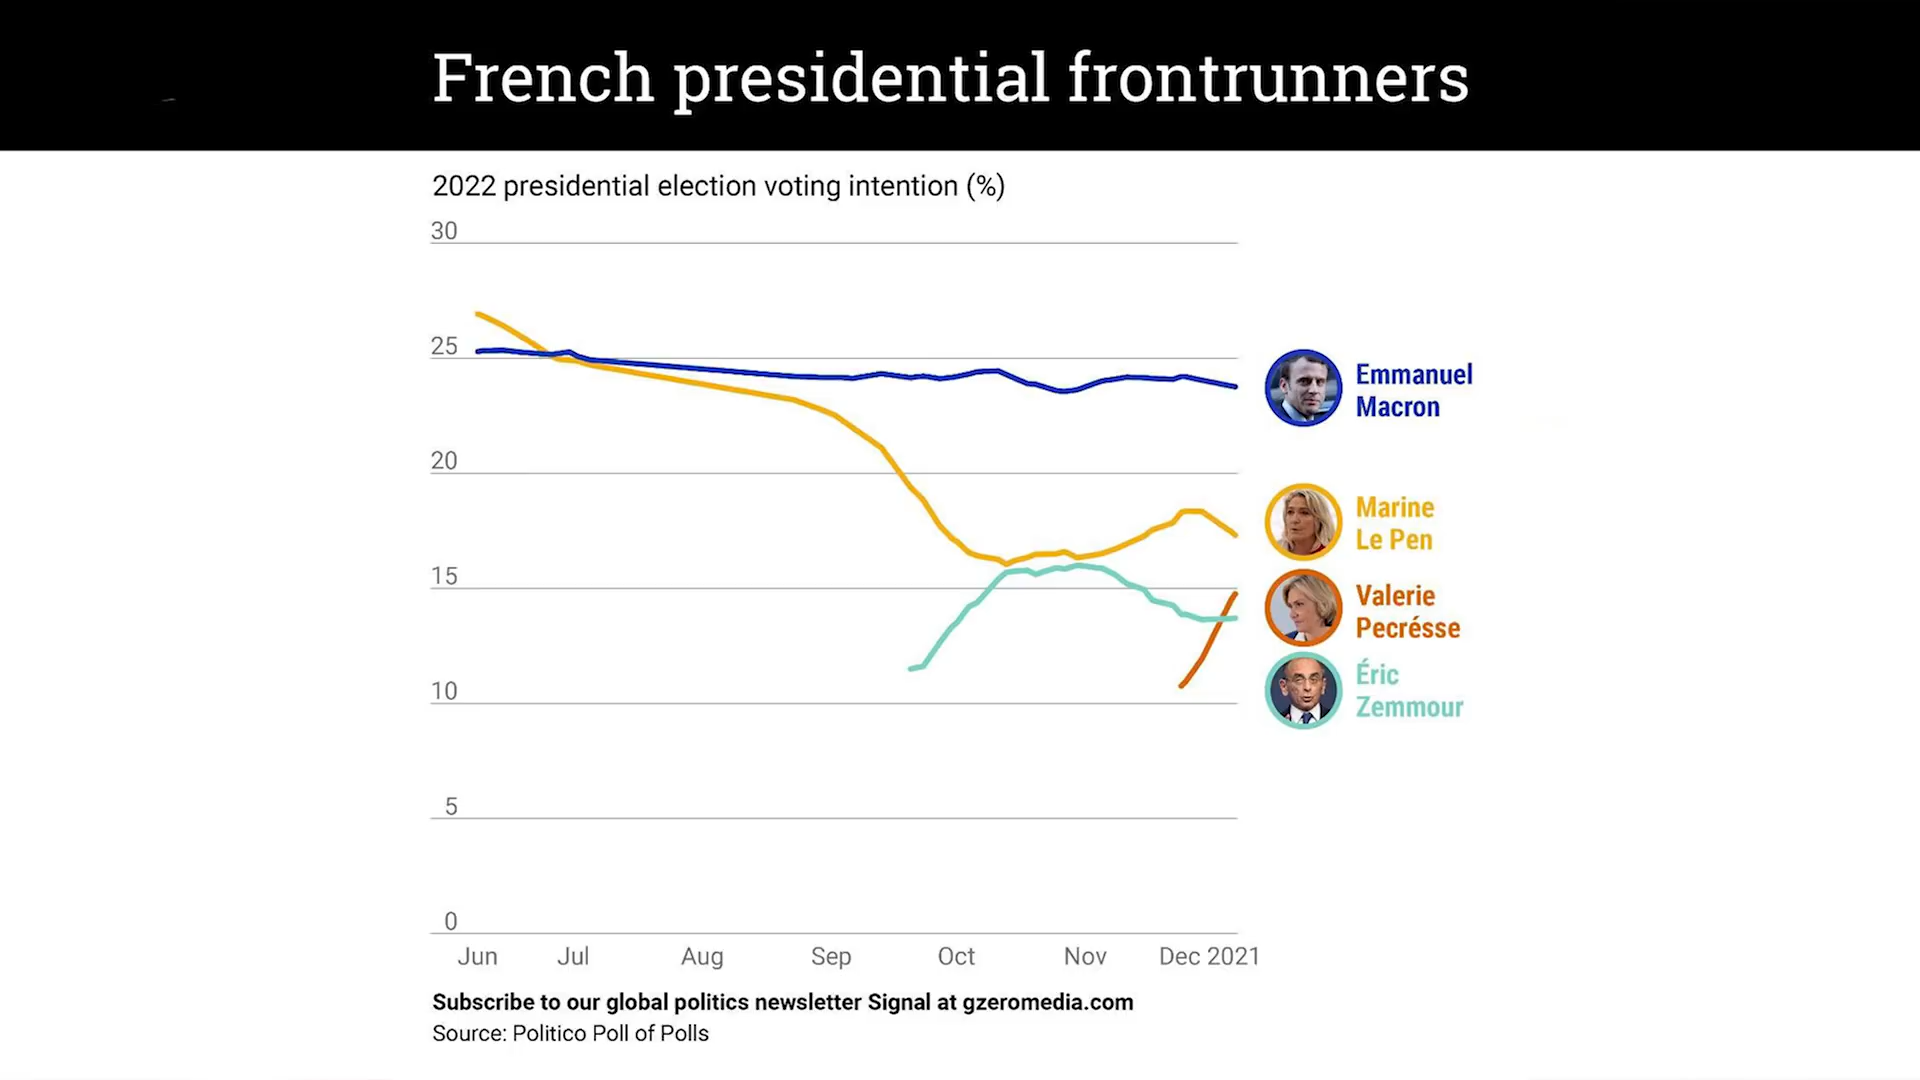 French presidential frontrunners
2022 presidential election voting intention (%)
30
25
20
15
10
5
0
Jun Jul Aug Sep Oct Nov Dec 2021
Emmanuel
Macron
Marine
Le Pen
Valerie
Pecrésse
Éric
Zemmour
Subscribe to our global politics newsletter Signal at gzeromedia.com
Source: Politico Poll of Polls